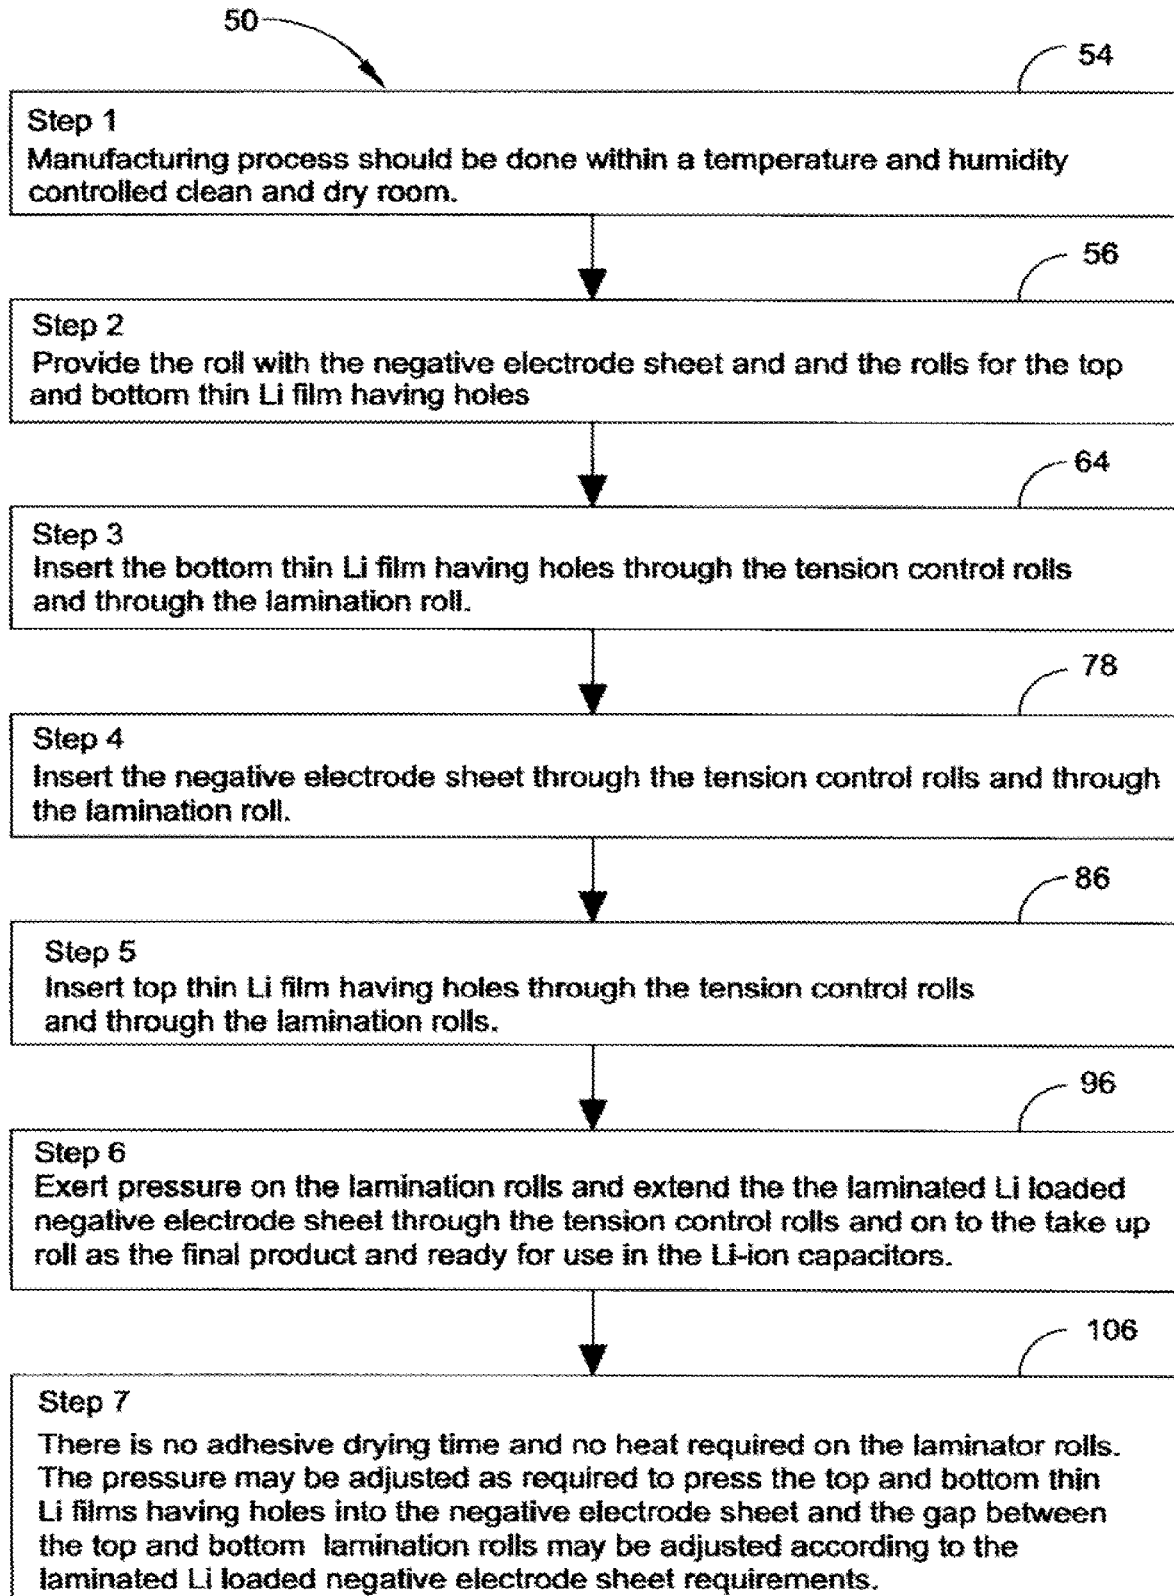 50
54
Step 1
Manufacturing process should be done within a temperature and humidity
controlled clean and dry room.
56
Step 2
Provide the roll with the negative electrode sheet and and the rolls for the top
and bottom thin Li film having holes
64
Step 3
Insert the bottom thin Li film having holes through the tension control rolls
and through the lamination roll.
78
Step 4
Insert the negative electrode sheet through the tension control rolls and through
the lamination roll.
86
Step 5
Insert top thin Li film having holes through the tension control rolls
and through the lamination rolls.
96
Step 6
Exert pressure on the lamination rolls and extend the the laminated Li loaded
negative electrode sheet through the tension control rolls and on to the take up
roll as the final product and ready for use in the Li-ion capacitors.
106
Step 7
There is no adhesive drying time and no heat required on the laminator rolls.
The pressure may be adjusted as required to press the top and bottom thin
Li films having holes into the negative electrode sheet and the gap between
the top and bottom lamination rolls may be adjusted according to the
laminated Li loaded negative electrode sheet requirements.